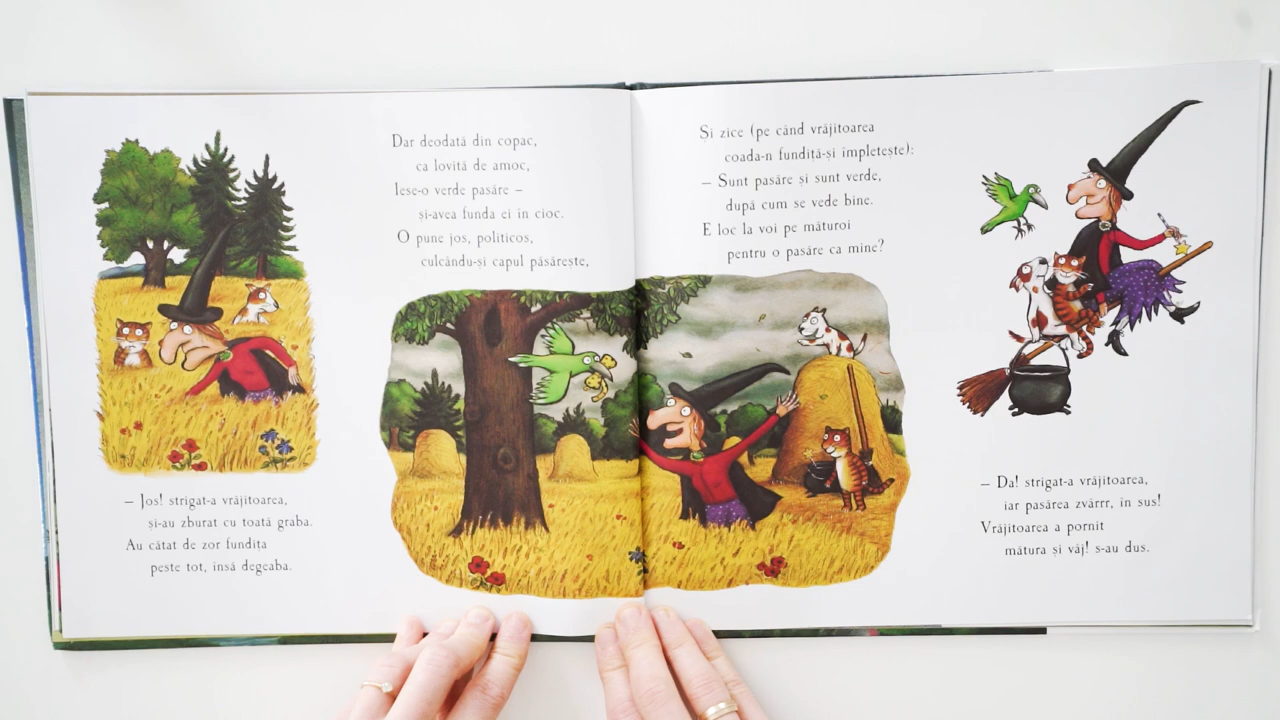 – Jos! strigat-a vrăjitoarea,
și-au zburat cu toată graba.
Au cătat de zor fundița
peste tot, însă degeaba.
Dar deodată din copac,
ca lovită de amoc,
Iese-o verde pasăre –
și-avea funda ei în cioc.
O pune jos, politicos,
culcându-și capul păsărește,
Și zice (pe când vrăjitoarea
coada-n fundiță-și împletește):
– Sunt pasăre și sunt verde,
după cum se vede bine.
E loc la voi pe măturoi
pentru o pasăre ca mine?
– Da! strigat-a vrăjitoarea,
iar pasărea zvârrr, în sus!
Vrăjitoarea a pornit
mătura și vâj! s-au dus.